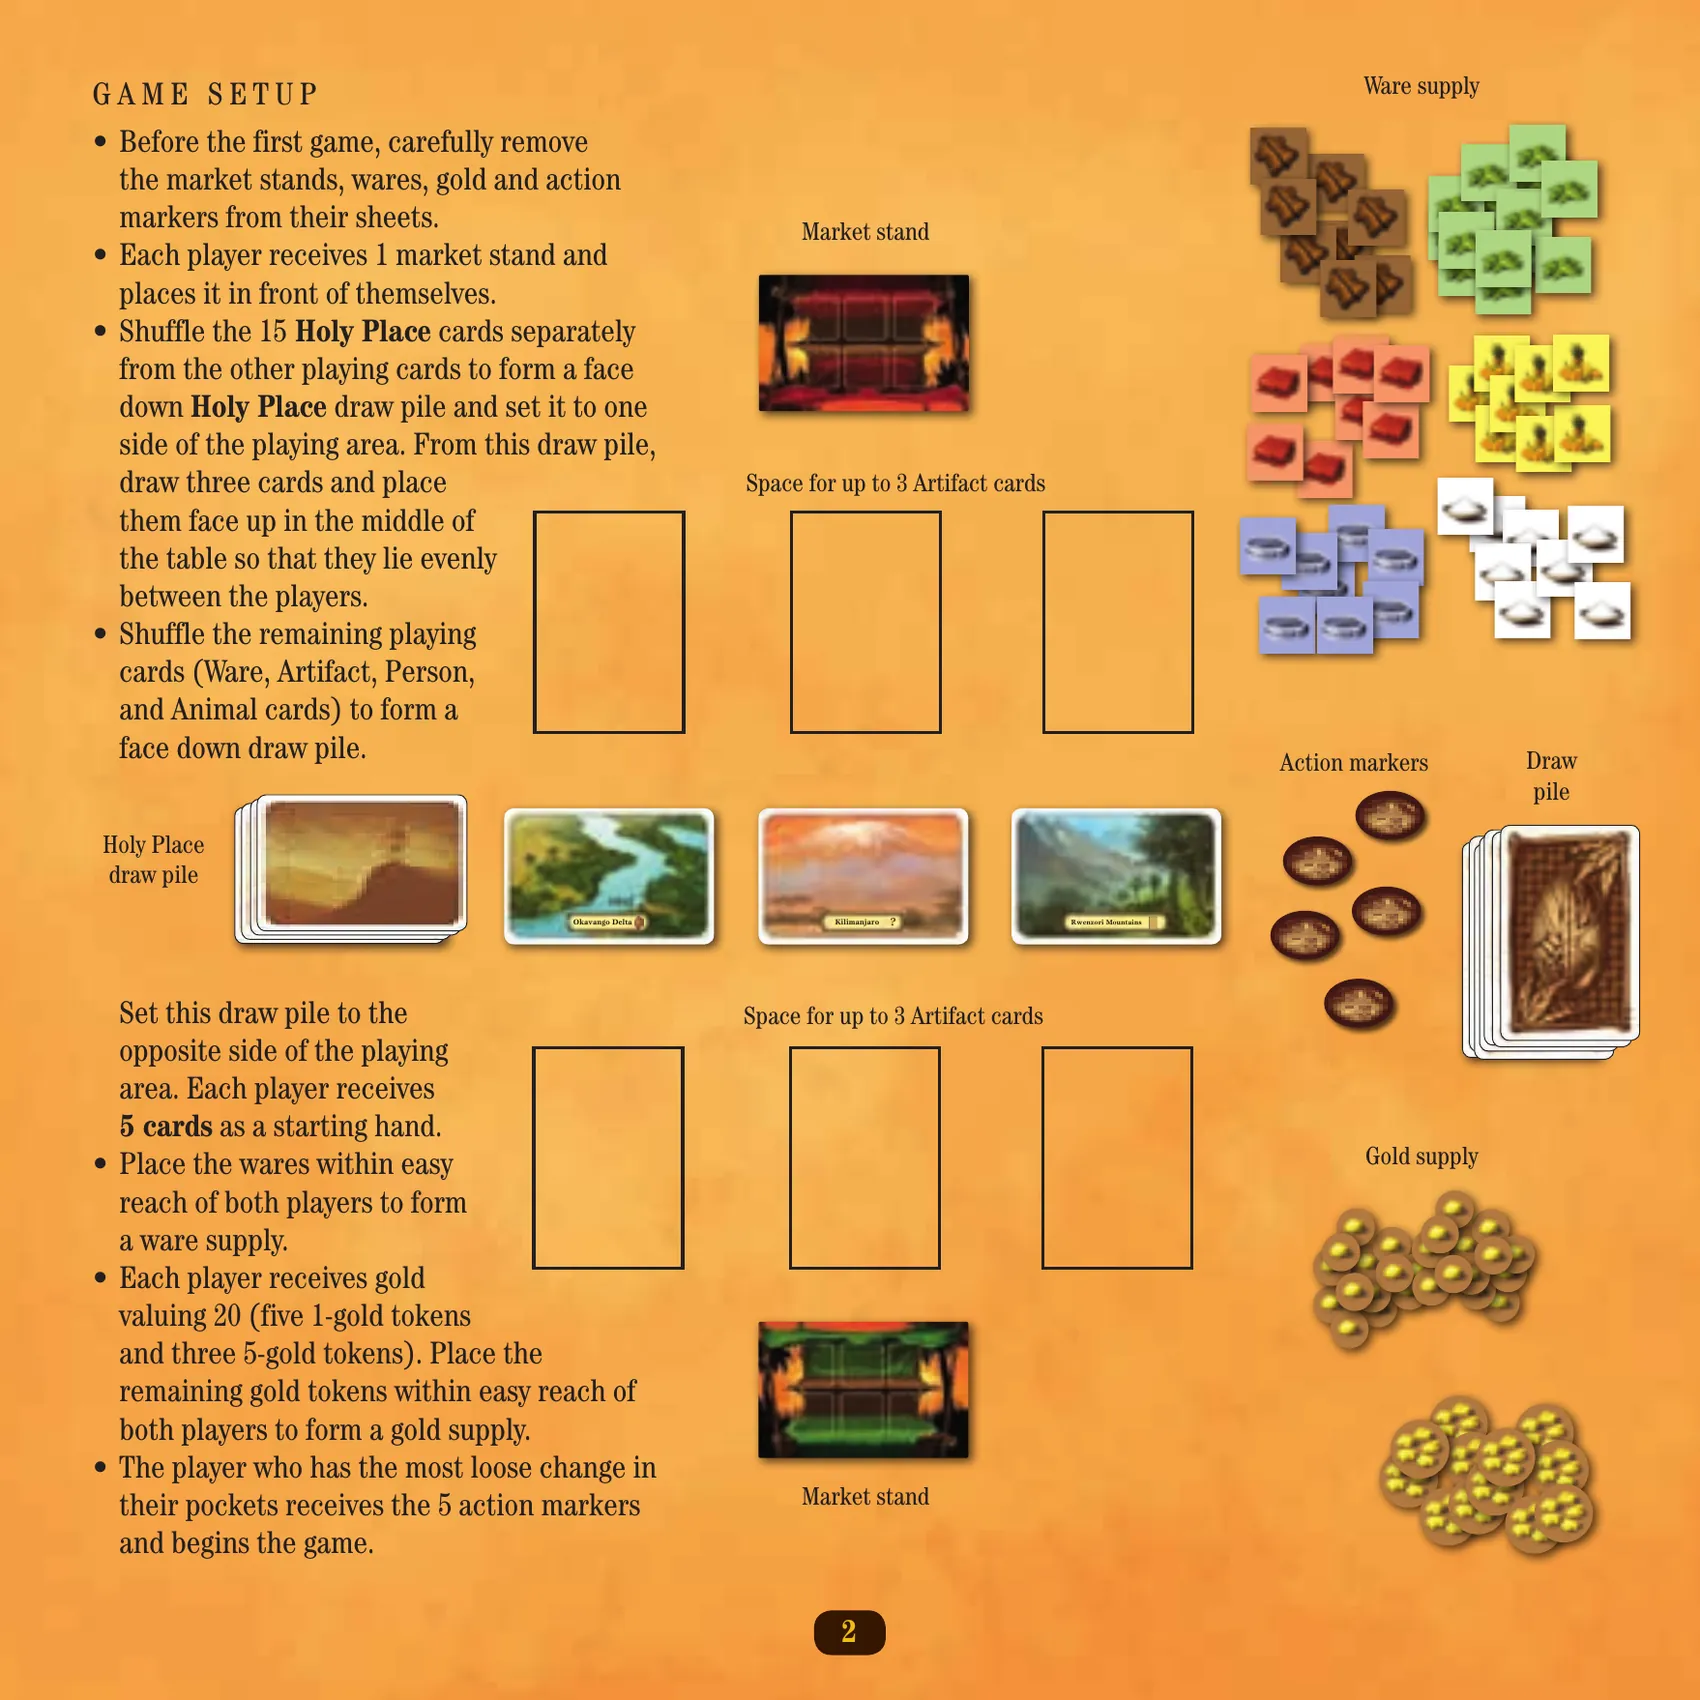 GAME SETUP
• Before the first game, carefully remove
the market stands, wares, gold and action
markers from their sheets.
• Each player receives 1 market stand and
places it in front of themselves.
• Shuffle the 15 Holy Place cards separately
from the other playing cards to form a face
down Holy Place draw pile and set it to one
side of the playing area. From this draw pile,
draw three cards and place
them face up in the middle of
the table so that they lie evenly
between the players.
• Shuffle the remaining playing
cards (Ware, Artifact, Person,
and Animal cards) to form a
face down draw pile.
Set this draw pile to the
opposite side of the playing
area. Each player receives
5 cards as a starting hand.
• Place the wares within easy
reach of both players to form
a ware supply.
• Each player receives gold
valuing 20 (five 1-gold tokens
and three 5-gold tokens). Place the
remaining gold tokens within easy reach of
both players to form a gold supply.
• The player who has the most loose change in
their pockets receives the 5 action markers
and begins the game.
Market stand
Space for up to 3 Artifact cards
Holy Place
draw pile
Okavango Delta
Kilimanjaro ?
Rwenzori Mountains
Space for up to 3 Artifact cards
Market stand
Ware supply
Action markers
Draw
pile
Gold supply
2